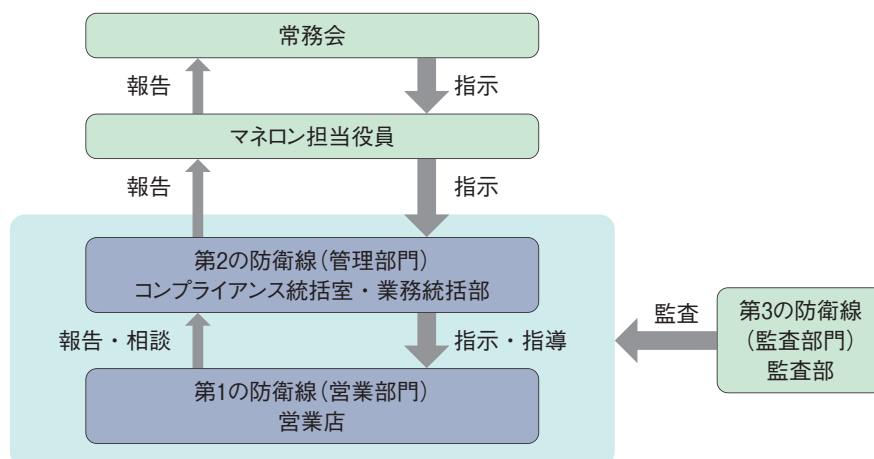 常務会
報告
指示
マネロン担当役員
報告
指示
第2の防衛線(管理部門)
コンプライアンス統括室・業務統括部
報告・相談
指示・指導
第1の防衛線(営業部門)
営業店
監査
第3の防衛線
(監査部門)
監査部